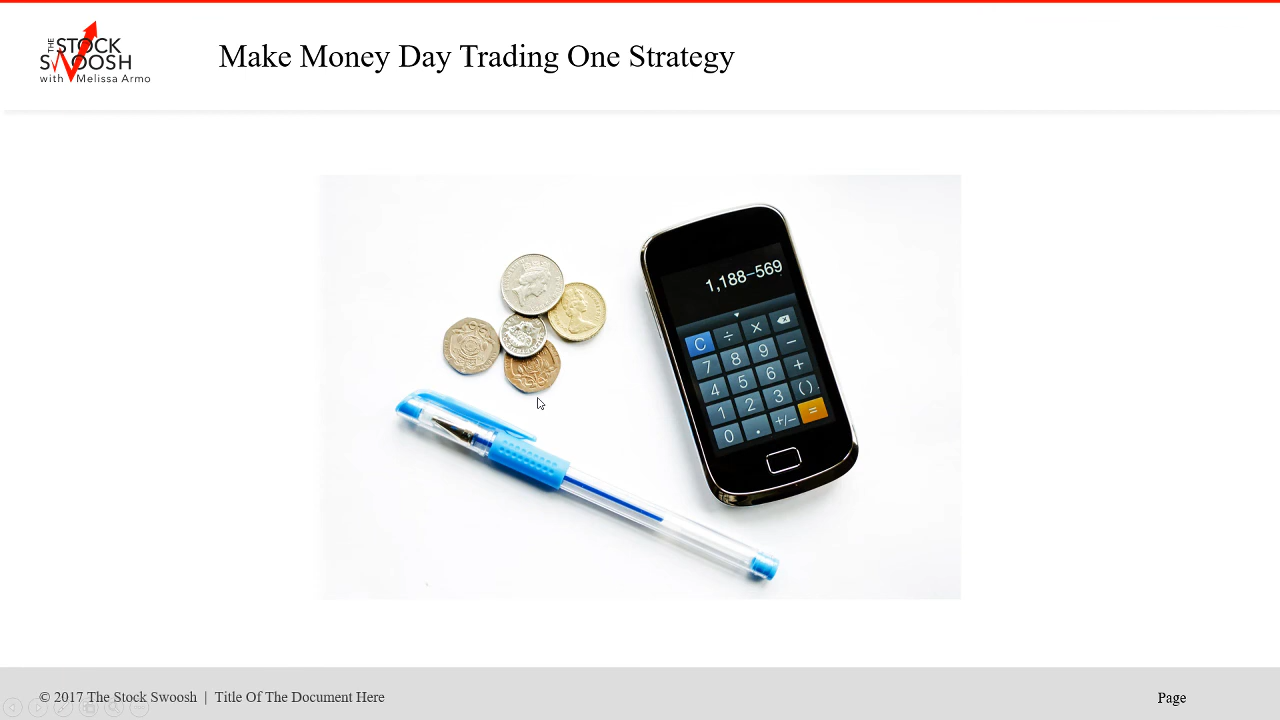 THE STOCK
SWOOSH
with Melissa Armo
Make Money Day Trading One Strategy
1,188−569
C ÷ ×
7 8 9 −
4 5 6 +
1 2 3 ()
0 . +/− =
© 2017 The Stock Swoosh | Title Of The Document Here
Page